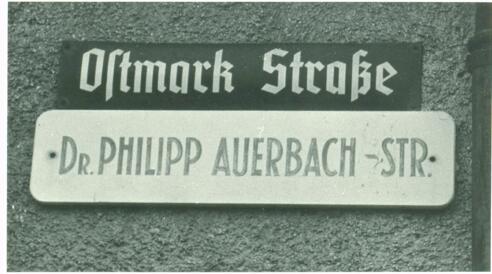 Oſtmark Straße
DR. PHILIPP AUERBACH-STR.